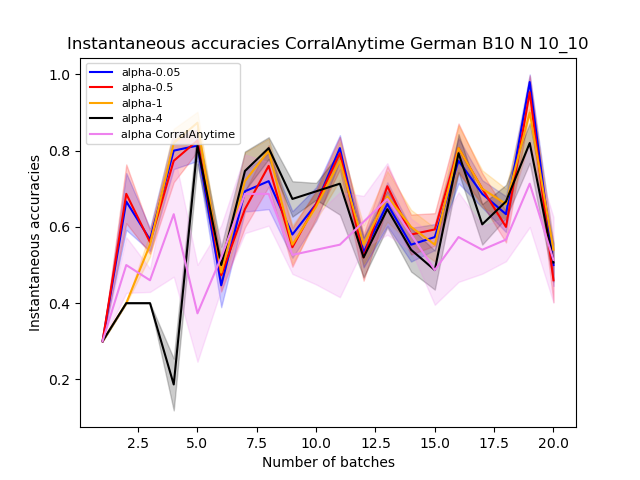 Instantaneous accuracies CorralAnytime German B10 N 10_10
alpha-0.05
alpha-0.5
alpha-1
alpha-4
alpha CorralAnytime
Instantaneous accuracies
1.0
0.8
0.6
0.4
0.2
2.5 5.0 7.5 10.0 12.5 15.0 17.5 20.0
Number of batches